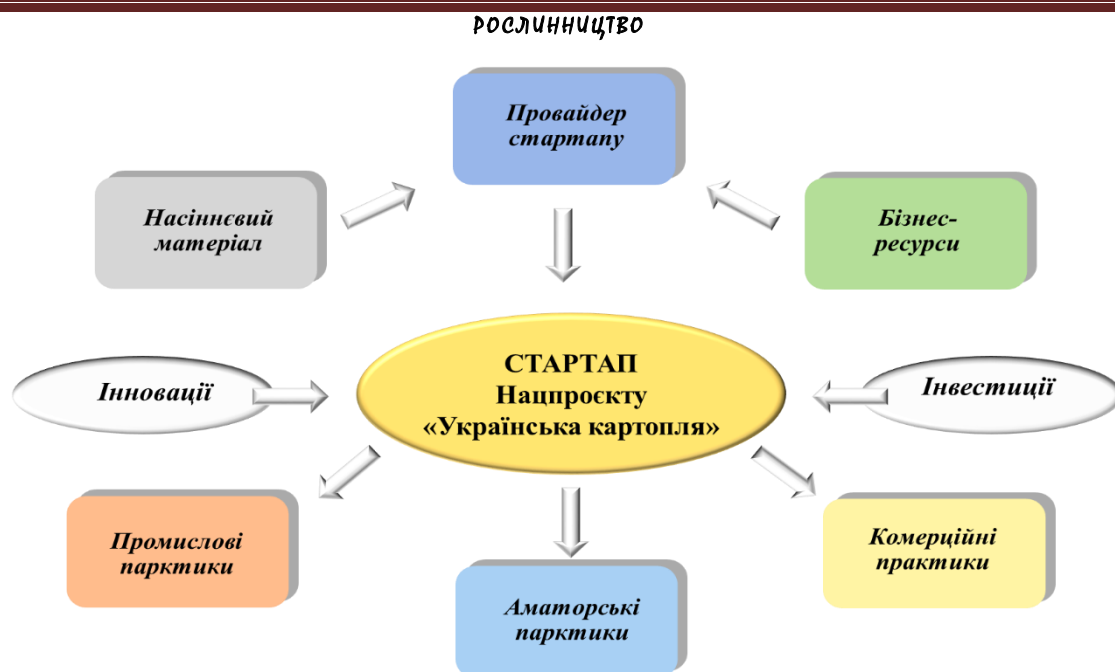 РОСЛИННИЦТВО
Провайдер
стартапу
Насіннєвий
матеріал
Бізнес-
ресурси
СТАРТАП
Нацпроєкту
«Українська картопля»
Інновації
Інвестиції
Промислові
парктики
Аматорські
парктики
Комерційні
практики